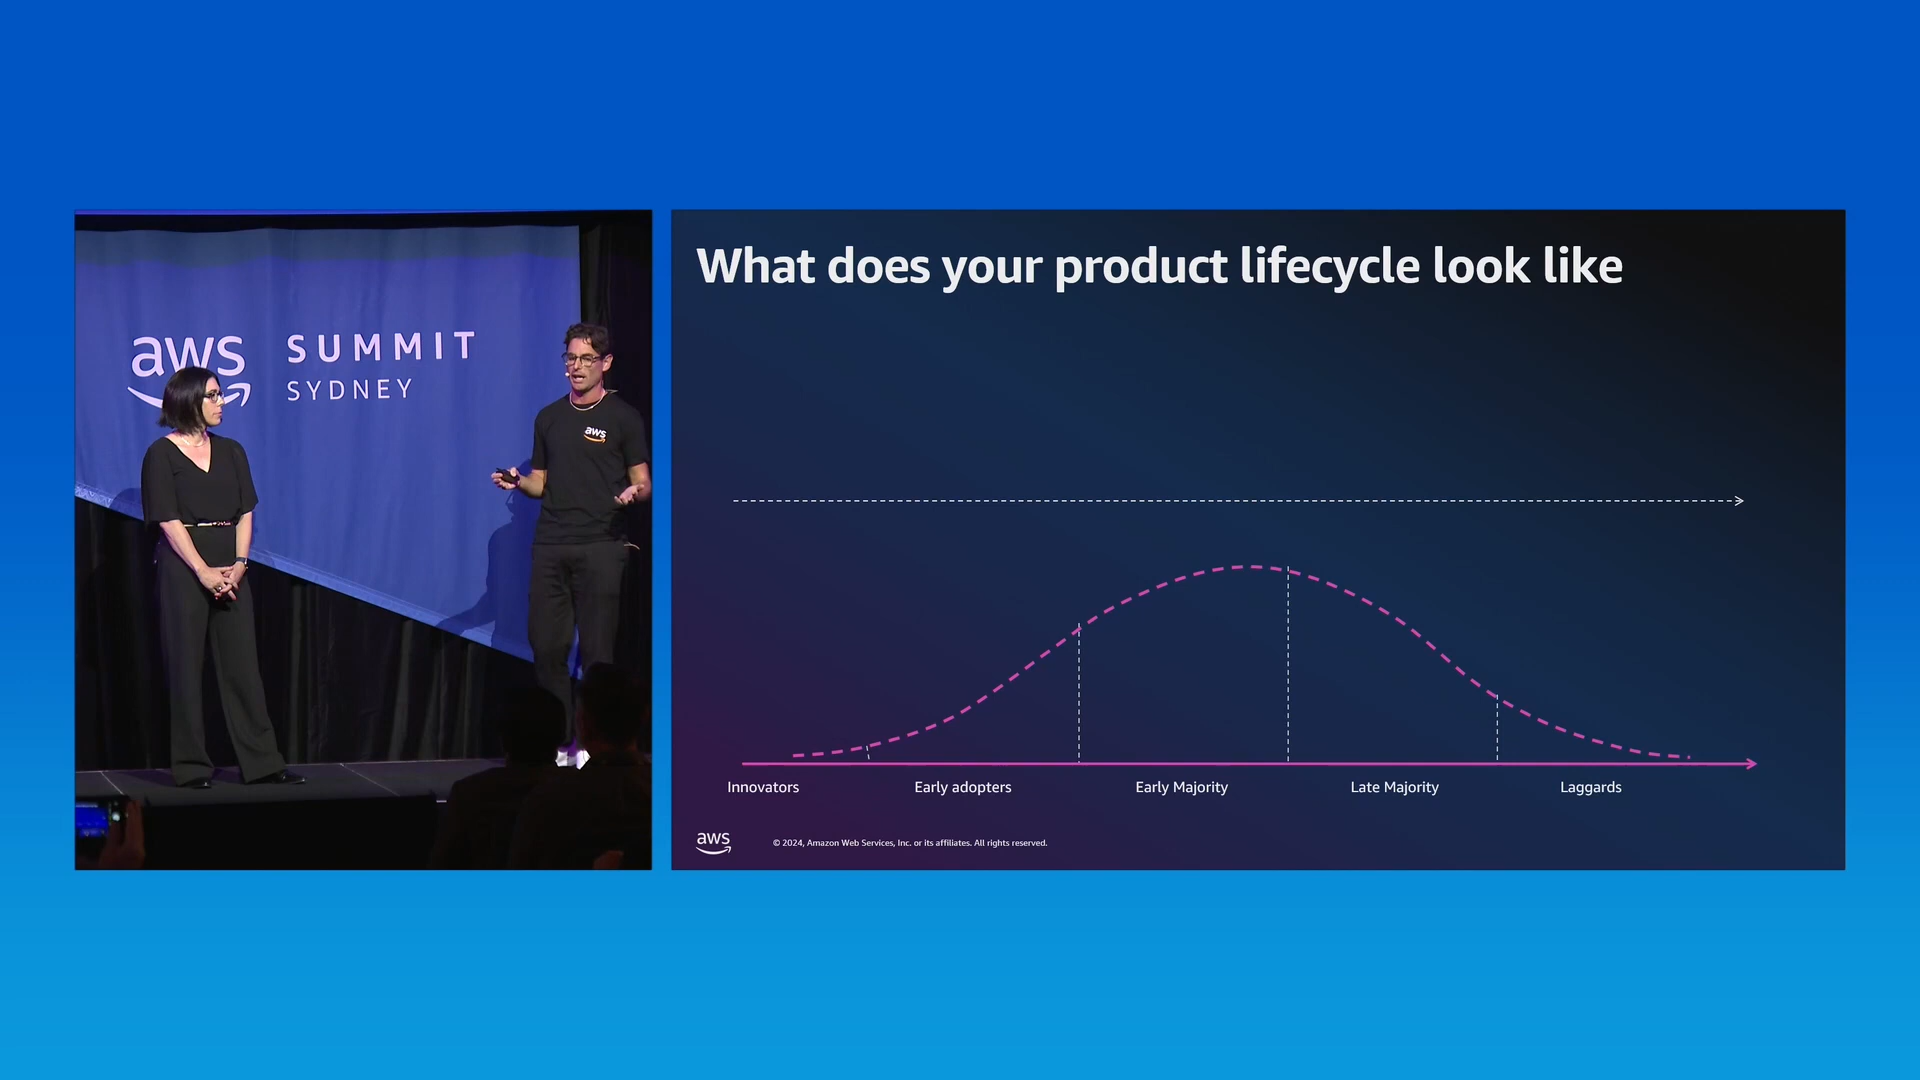 aws SUMMIT
SYDNEY
aws
What does your product lifecycle look like
Innovators Early adopters Early Majority Late Majority Laggards
aws
© 2024, Amazon Web Services, Inc. or its affiliates. All rights reserved.